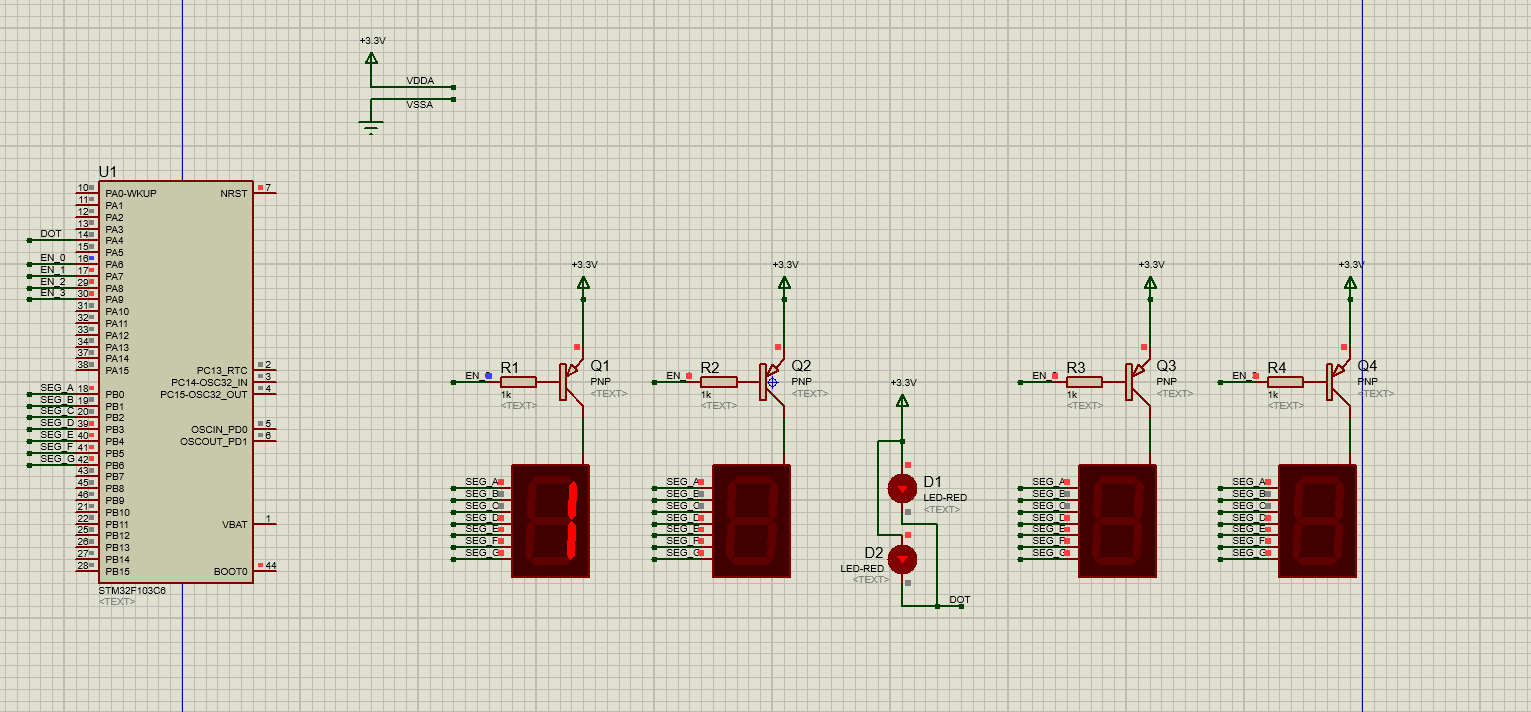 +3.3V
VDDA
VSSA
U1
10 PA0-WKUP NRST 7
11 PA1
12 PA2
13 PA3
DOT 14 PA4
15 PA5
EN_0 16 PA6
EN_1 17 PA7
EN_2 29 PA8
EN_3 30 PA9
31 PA10
32 PA11
33 PA12
34 PA13
37 PA14
38 PA15
PC13_RTC 2
PC14-OSC32_IN 3
PC15-OSC32_OUT 4
SEG_A 18 PB0
SEG_B 19 PB1
SEG_C 20 PB2
SEG_D 39 PB3
SEG_E 40 PB4
SEG_F 41 PB5
SEG_G 42 PB6
43 PB7
45 PB8
46 PB9
21 PB10
22 PB11
25 PB12
26 PB13
27 PB14
28 PB15
OSCIN_PD0 5
OSCOUT_PD1 6
VBAT 1
BOOT0 44
STM32F103C6
<TEXT>
+3.3V
EN_
R1
1k
<TEXT>
Q1
PNP
<TEXT>
SEG_A
SEG_B
SEG_C
SEG_D
SEG_E
SEG_F
SEG_G
1
+3.3V
EN_
R2
1k
<TEXT>
Q2
PNP
<TEXT>
SEG_A
SEG_B
SEG_C
SEG_D
SEG_E
SEG_F
SEG_G
+3.3V
D1
LED-RED
<TEXT>
D2
LED-RED
<TEXT>
DOT
+3.3V
EN_
R3
1k
<TEXT>
Q3
PNP
<TEXT>
SEG_A
SEG_B
SEG_C
SEG_D
SEG_E
SEG_F
SEG_G
+3.3V
EN_
R4
1k
<TEXT>
Q4
PNP
<TEXT>
SEG_A
SEG_B
SEG_C
SEG_D
SEG_E
SEG_F
SEG_G